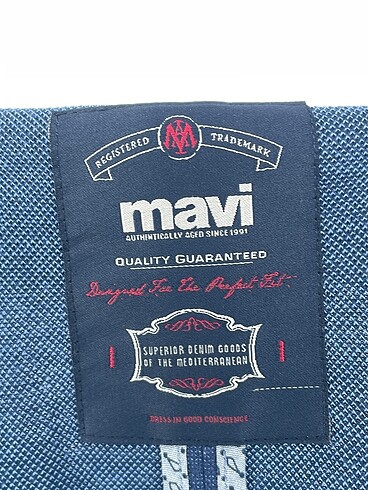 REGISTERED TRADEMARK
M
mavi
AUTHENTICALLY AGED SINCE 1991
QUALITY GUARANTEED
Designed For The Perfect Fit.
SUPERIOR DENIM GOODS
OF THE MEDITERRANEAN
DRESS IN GOOD CONSCIENCE